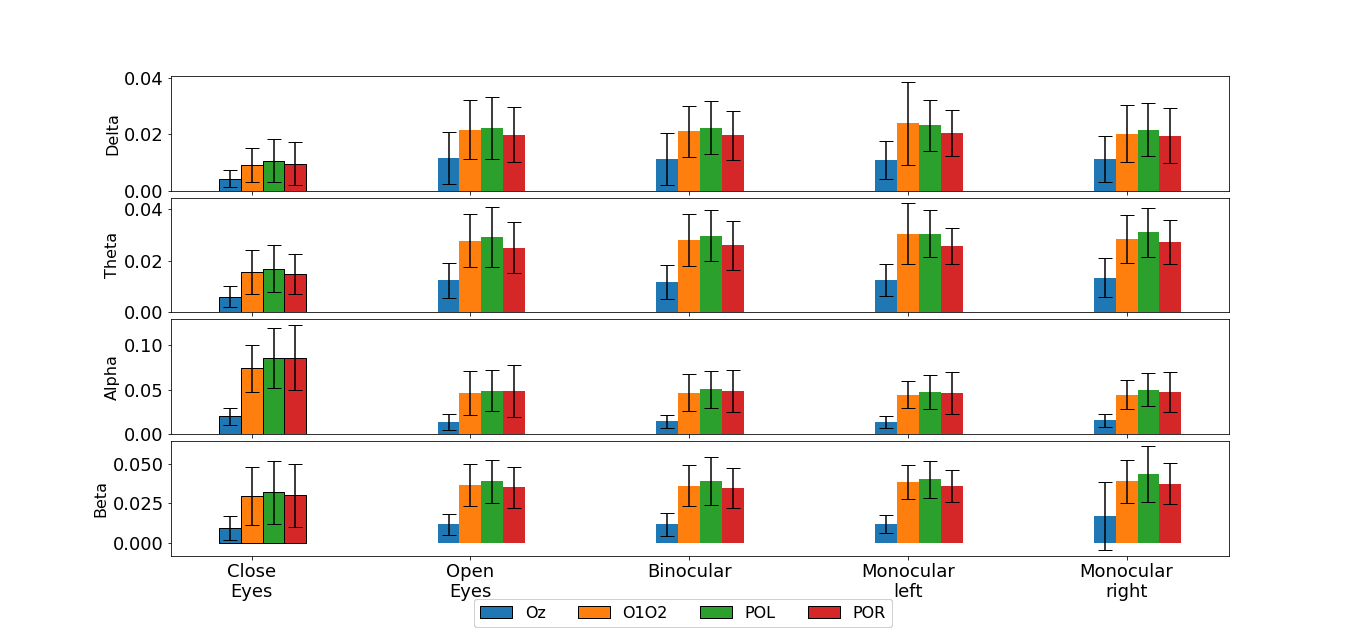 Delta
0.04
0.02
0.00
Theta
0.04
0.02
0.00
Alpha
0.10
0.05
0.00
Beta
0.050
0.025
0.000
Close Eyes
Open Eyes
Binocular
Monocular left
Monocular right
Oz O1O2 POL POR